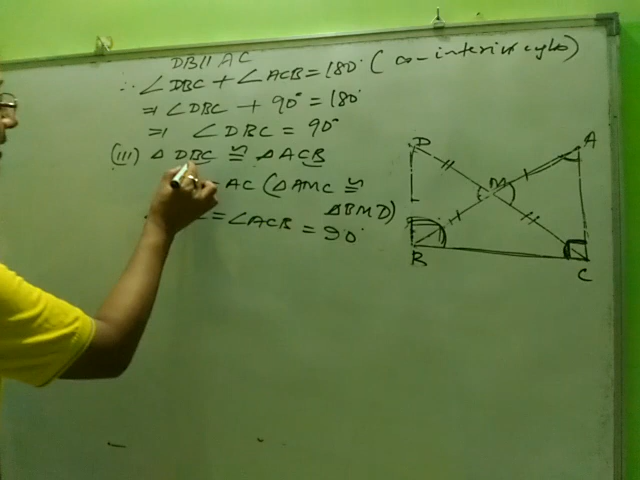 DB || AC
∴ ∠DBC + ∠ACB = 180° (co-interior
⇒ ∠DBC + 90° = 180°
⇒ ∠DBC = 90°
(III) △DBC ≅ △ACB
AC (△AMC ≅
△BMD)
= ∠ACB = 90°
D
A
M
B
C